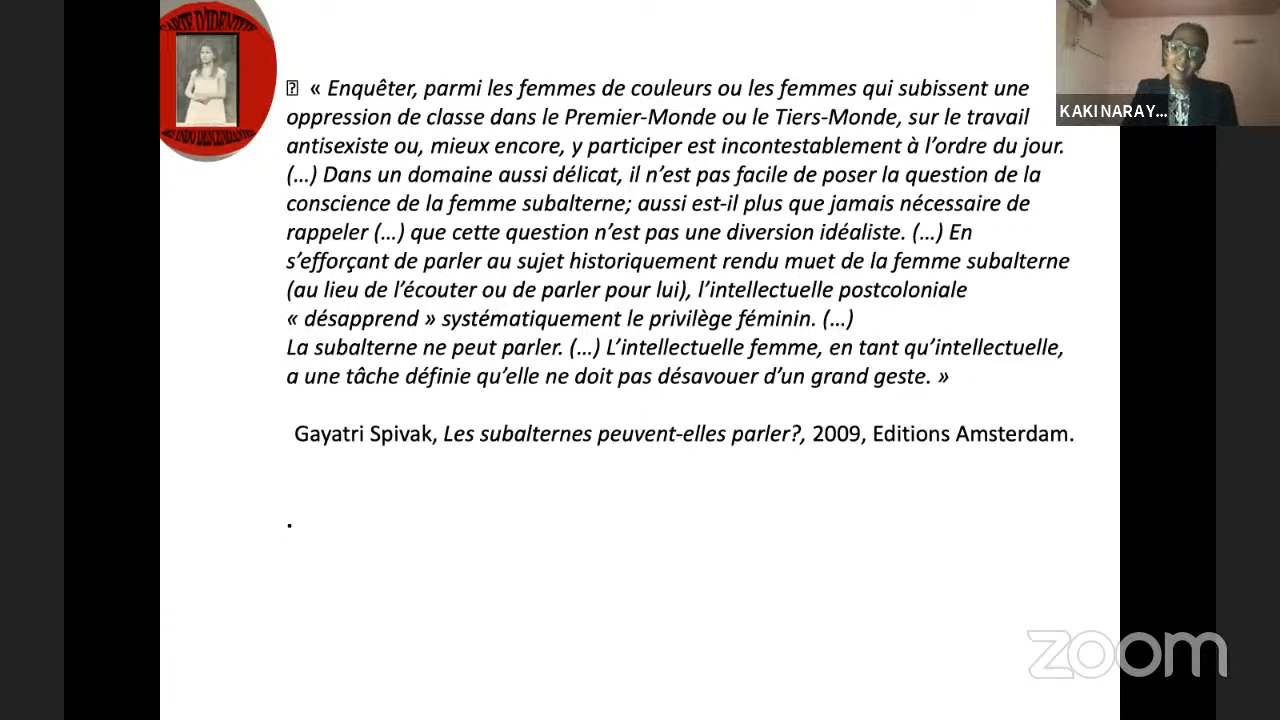 CARTE D'IDENTITE
DES INDO DESCENDANTES
KAKINARAY...
« Enquêter, parmi les femmes de couleurs ou les femmes qui subissent une
oppression de classe dans le Premier-Monde ou le Tiers-Monde, sur le travail
antisexiste ou, mieux encore, y participer est incontestablement à l’ordre du jour.
(…) Dans un domaine aussi délicat, il n’est pas facile de poser la question de la
conscience de la femme subalterne; aussi est-il plus que jamais nécessaire de
rappeler (…) que cette question n’est pas une diversion idéaliste. (…) En
s’efforçant de parler au sujet historiquement rendu muet de la femme subalterne
(au lieu de l’écouter ou de parler pour lui), l’intellectuelle postcoloniale
« désapprend » systématiquement le privilège féminin. (…)
La subalterne ne peut parler. (…) L’intellectuelle femme, en tant qu’intellectuelle,
a une tâche définie qu’elle ne doit pas désavouer d’un grand geste. »
Gayatri Spivak, Les subalternes peuvent-elles parler?, 2009, Editions Amsterdam.
.
zoom